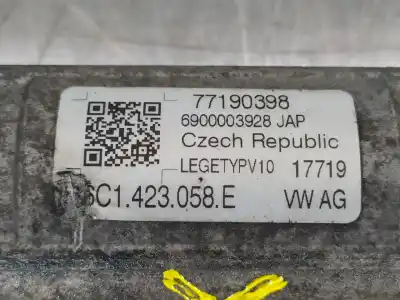 77190398
6900003928 JAP
Czech Republic
LEGETYPV10 17719
6C1.423.058.E VW AG